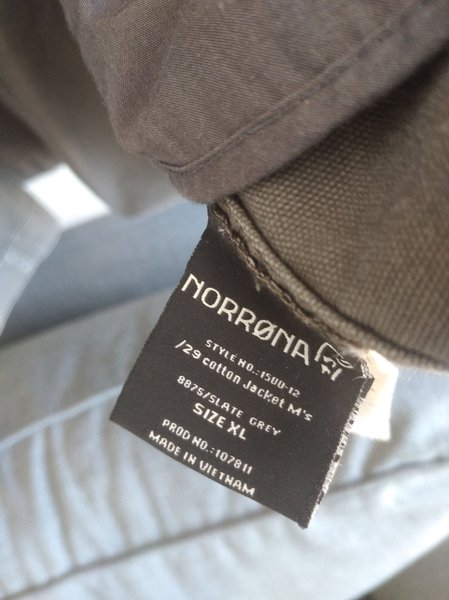 NORRØNA
STYLE NO.:1500-12
/29 cotton Jacket M's
8875/SLATE GREY
SIZE XL
PROD NO.:107811
MADE IN VIETNAM